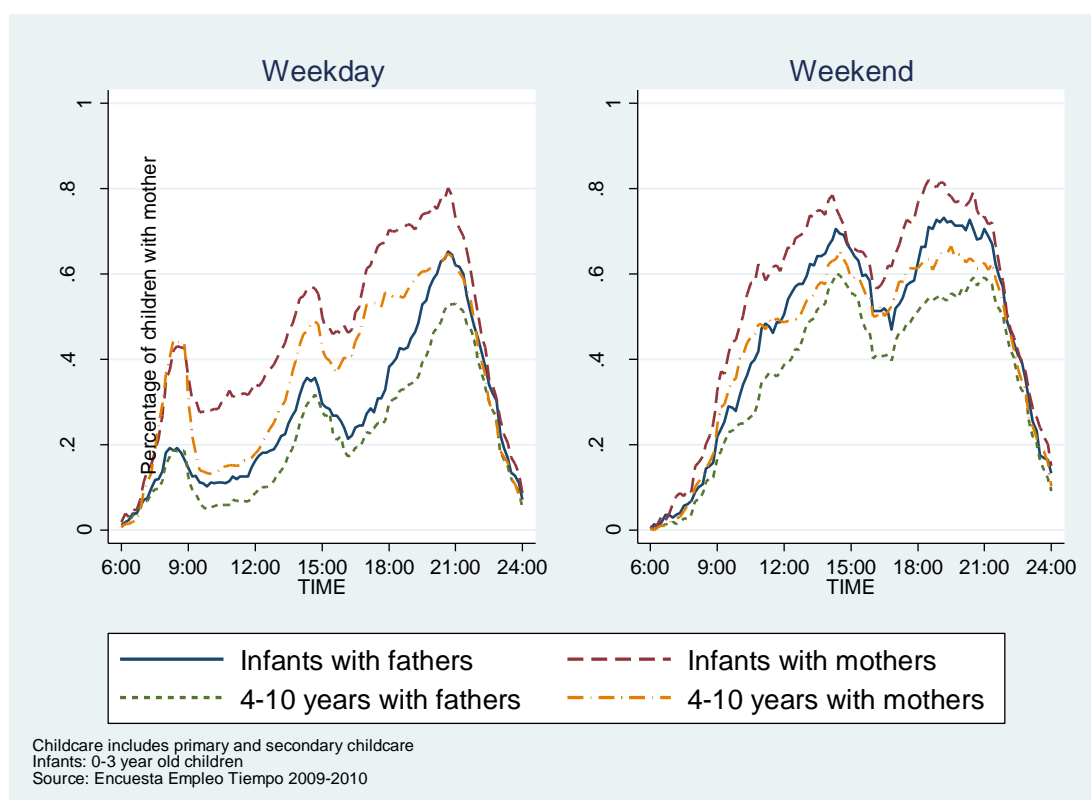 Weekday
Weekend
Percentage of children with mother
1
.8
.6
.4
.2
0
6:00 9:00 12:00 15:00 18:00 21:00 24:00
TIME
1
.8
.6
.4
.2
0
6:00 9:00 12:00 15:00 18:00 21:00 24:00
TIME
Infants with fathers
Infants with mothers
4-10 years with fathers
4-10 years with mothers
Childcare includes primary and secondary childcare
Infants: 0-3 year old children
Source: Encuesta Empleo Tiempo 2009-2010